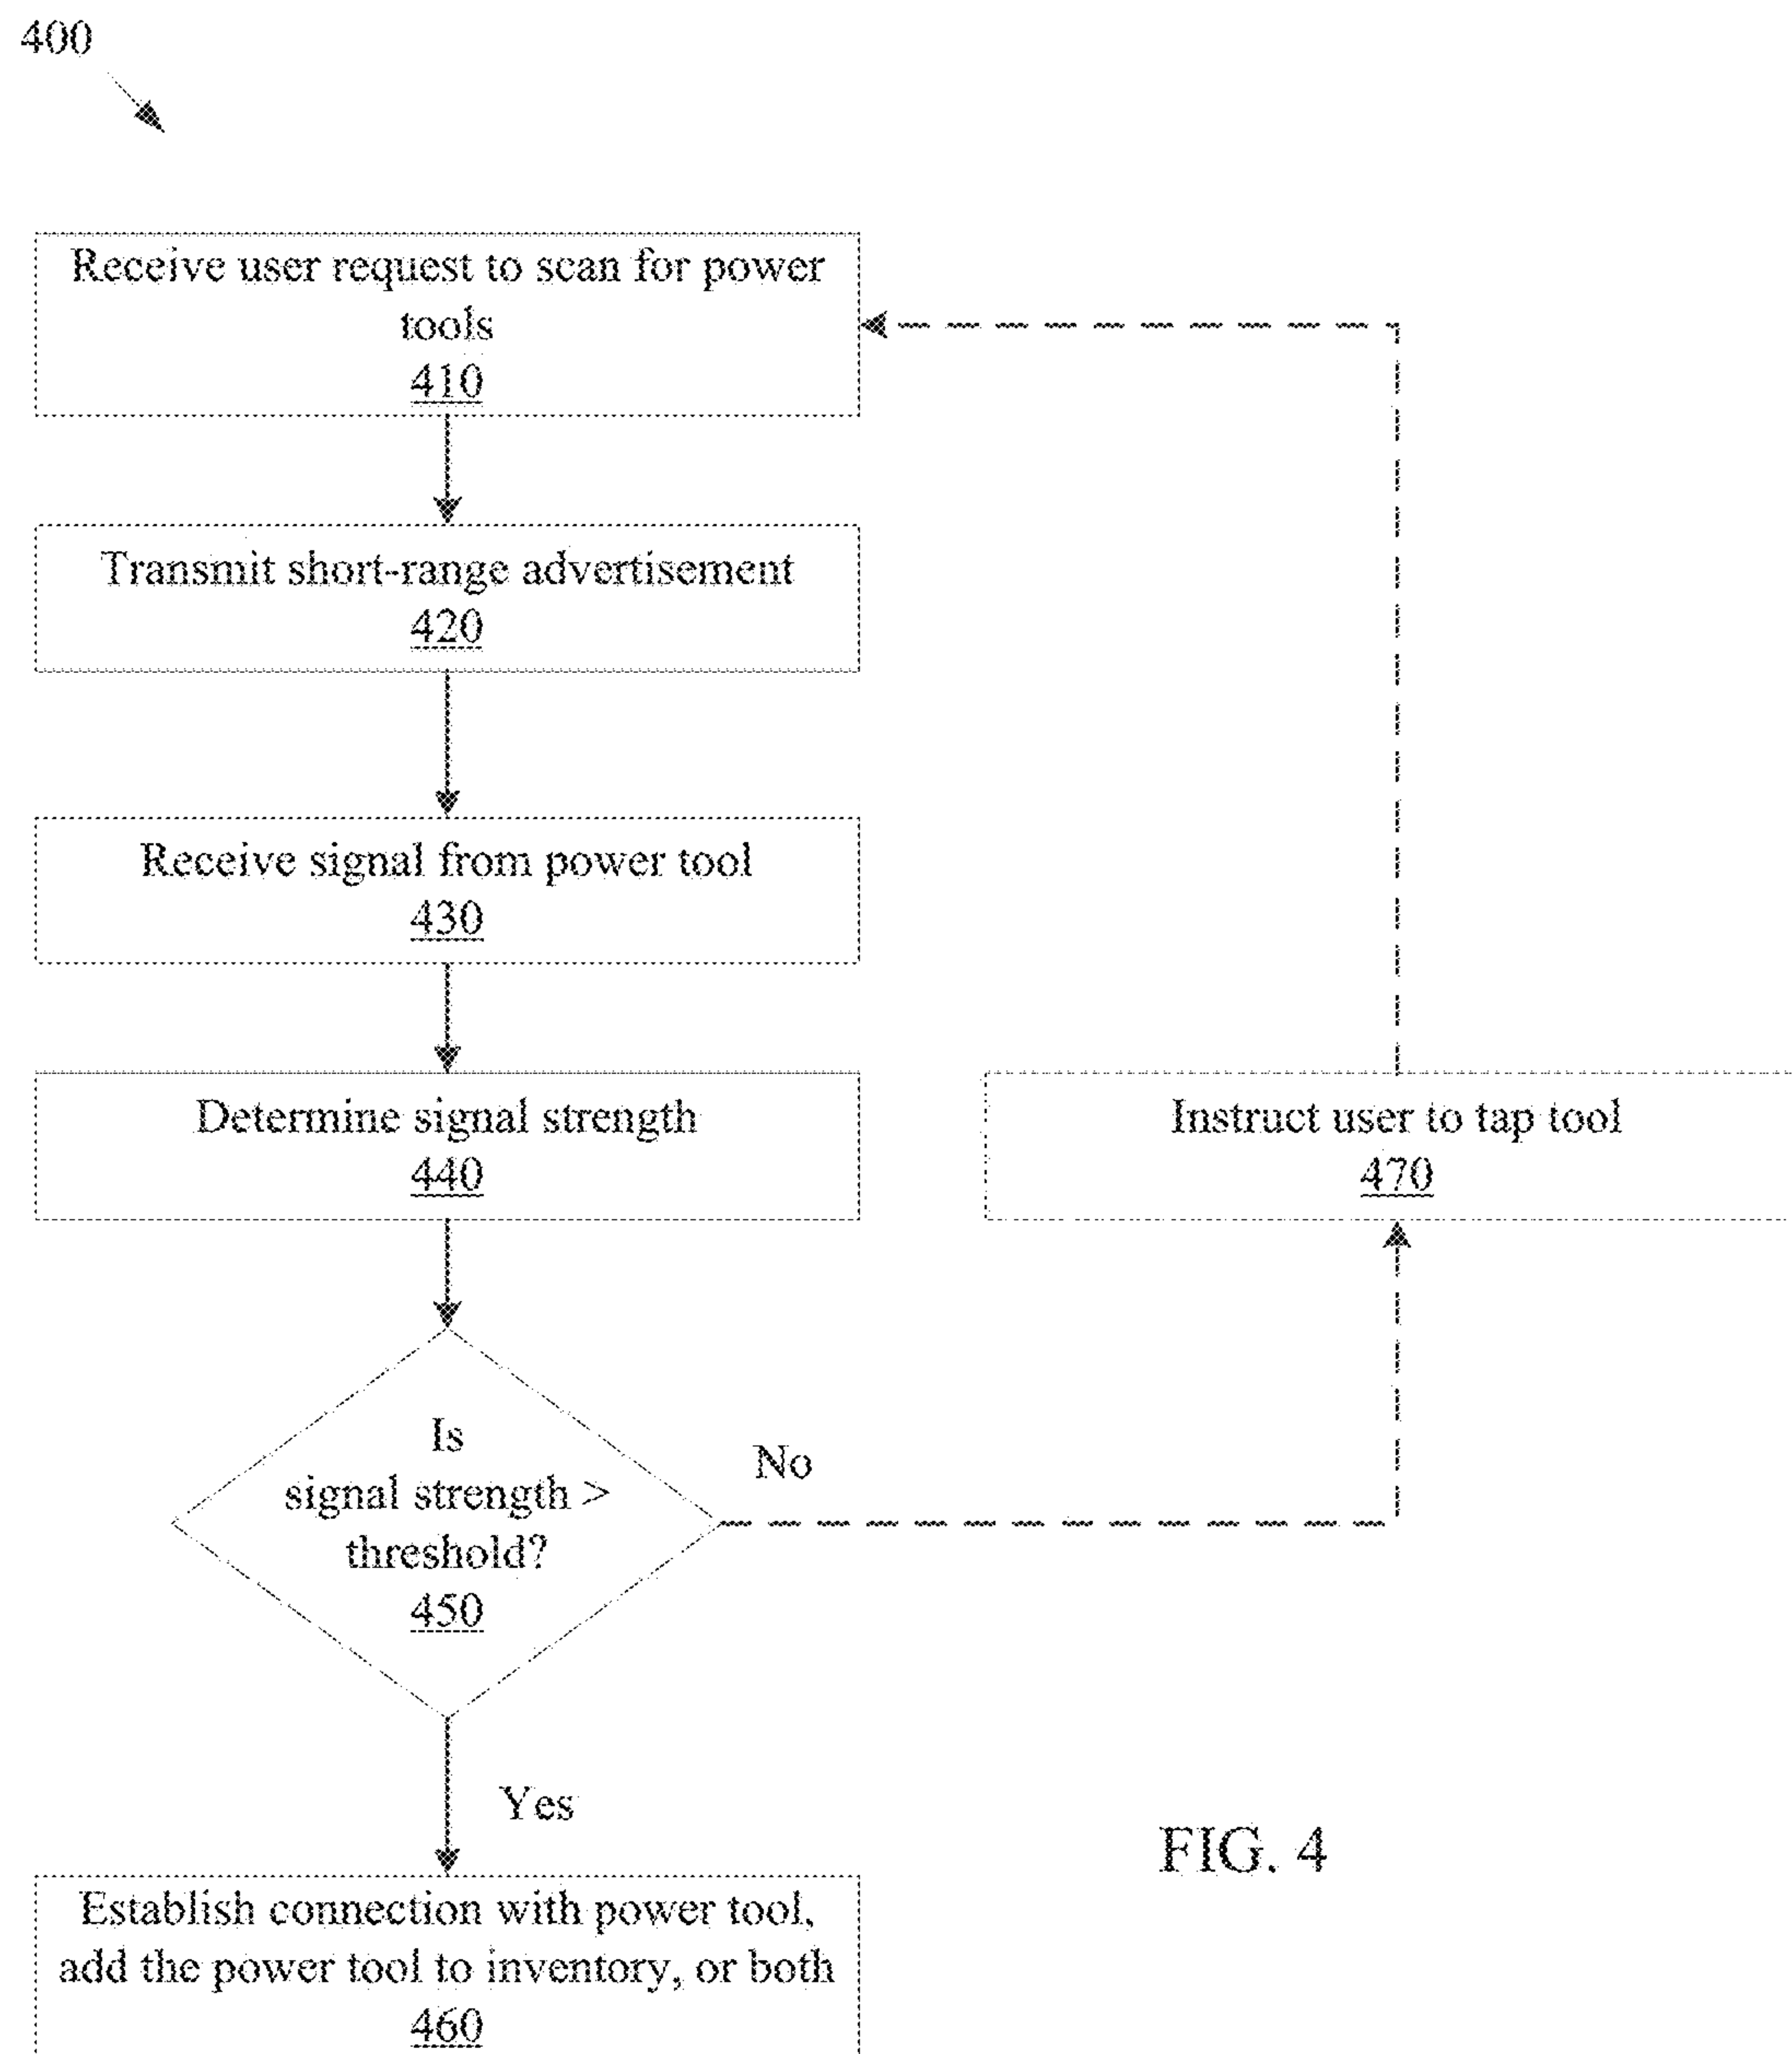 400
Receive user request to scan for power
tools
410
Transmit short-range advertisement
420
Receive signal from power tool
430
Determine signal strength
440
Instruct user to tap tool
470
Is
signal strength >
threshold?
450
No
Yes
Establish connection with power tool,
add the power tool to inventory, or both
460
FIG. 4